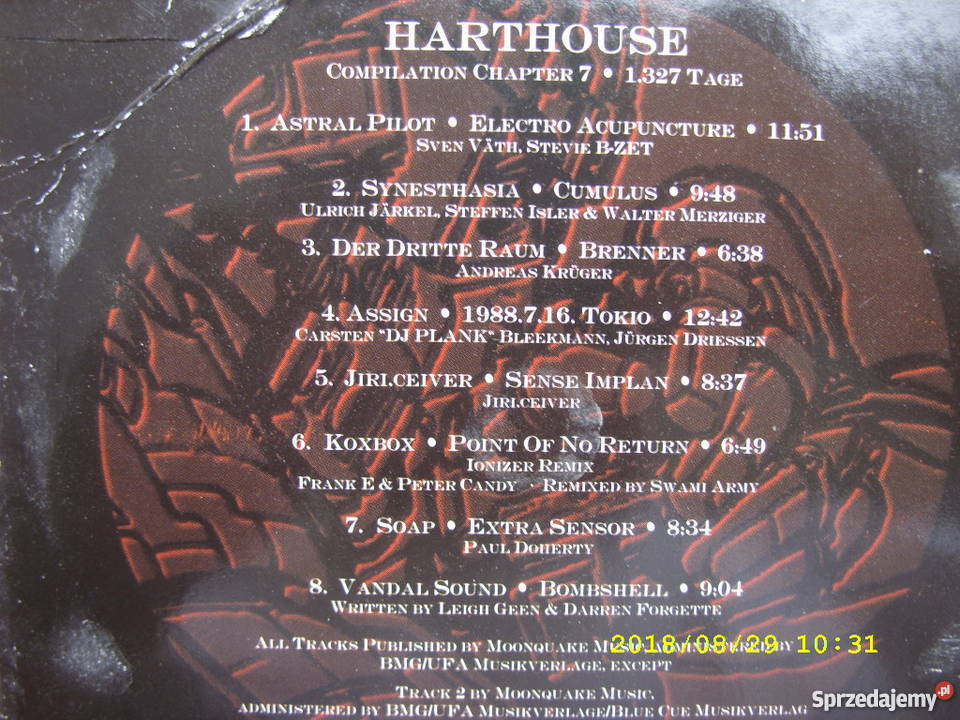 HARTHOUSE
COMPILATION CHAPTER 7 • 1.327 TAGE
1. ASTRAL PILOT • ELECTRO ACUPUNCTURE • 11:51
SVEN VÄTH, STEVIE B-ZET
2. SYNESTHASIA • CUMULUS • 9:48
ULRICH JÄRKEL, STEFFEN ISLER & WALTER MERZIGER
3. DER DRITTE RAUM • BRENNER • 6:38
ANDREAS KRÜGER
4. ASSIGN • 1988.7.16. TOKIO • 12:42
CARSTEN "DJ PLANK" BLEEKMANN, JÜRGEN DRIESSEN
5. JIRI.CEIVER • SENSE IMPLAN • 8:37
JIRI.CEIVER
6. KOXBOX • POINT OF NO RETURN • 6:49
IONIZER REMIX
FRANK E & PETER CANDY · REMIXED BY SWAMI ARMY
7. SOAP • EXTRA SENSOR • 8:34
PAUL DOHERTY
8. VANDAL SOUND • BOMBSHELL • 9:04
WRITTEN BY LEIGH GEEN & DARREN FORGETTE
ALL TRACKS PUBLISHED BY MOONQUAKE MUSIC, ADMINISTERED BY
2018/08/29 10:31
BMG/UFA MUSIKVERLAGE, EXCEPT
TRACK 2 BY MOONQUAKE MUSIC,
ADMINISTERED BY BMG/UFA MUSIKVERLAGE/BLUE CUE MUSIKVERLAG
Sprzedajemy.pl